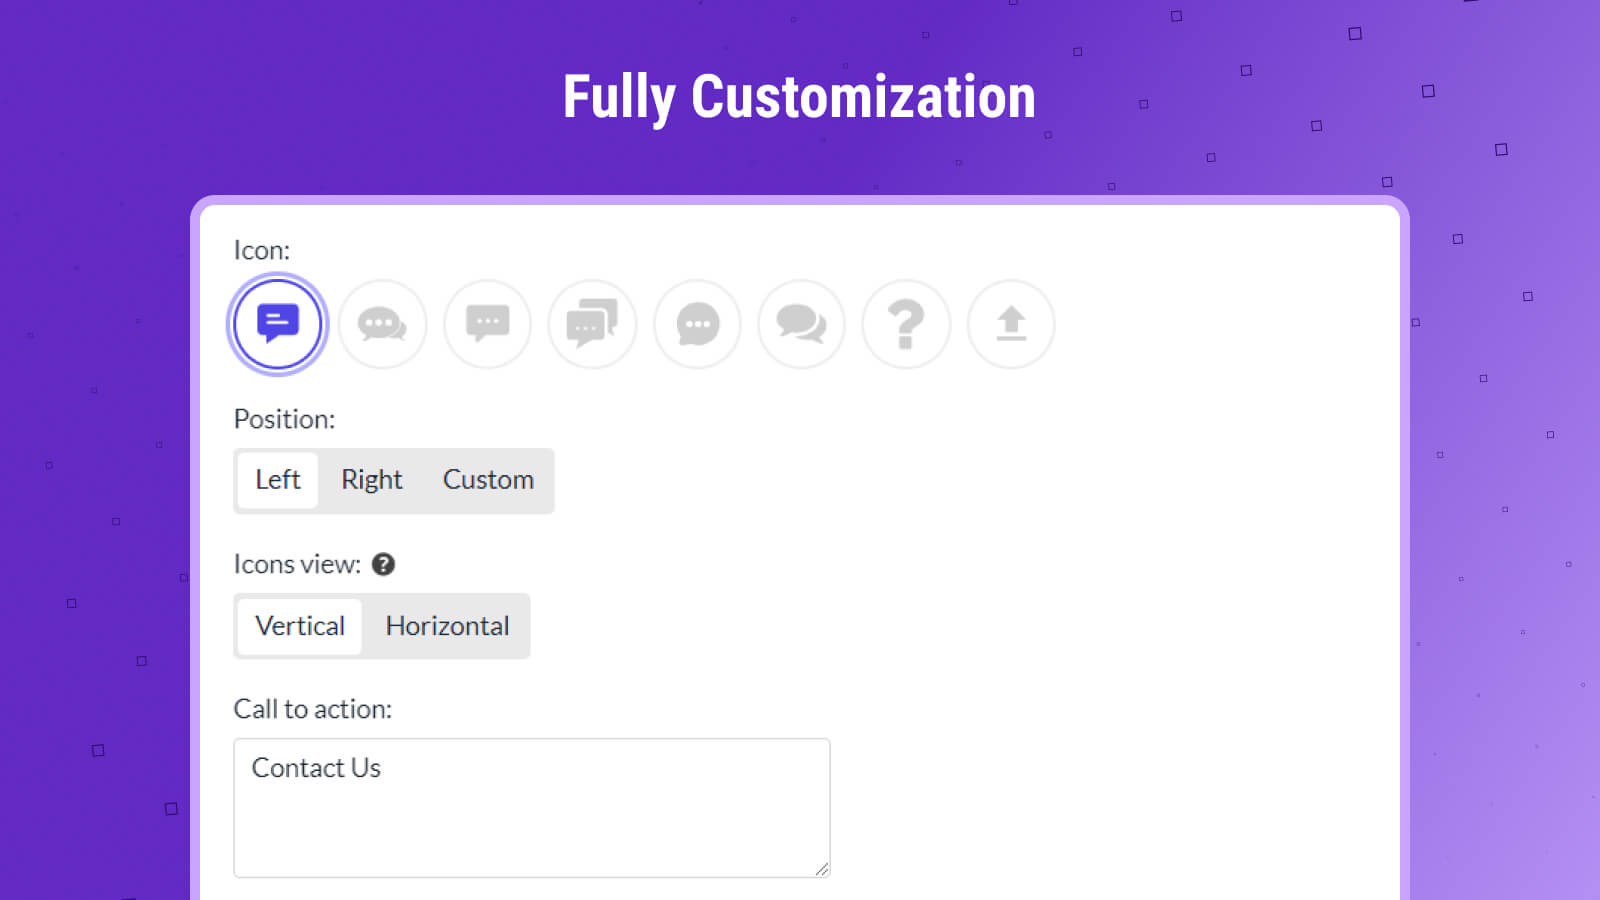 Fully Customization
Icon:
Position:
Left Right Custom
Icons view: ?
Vertical Horizontal
Call to action:
Contact Us